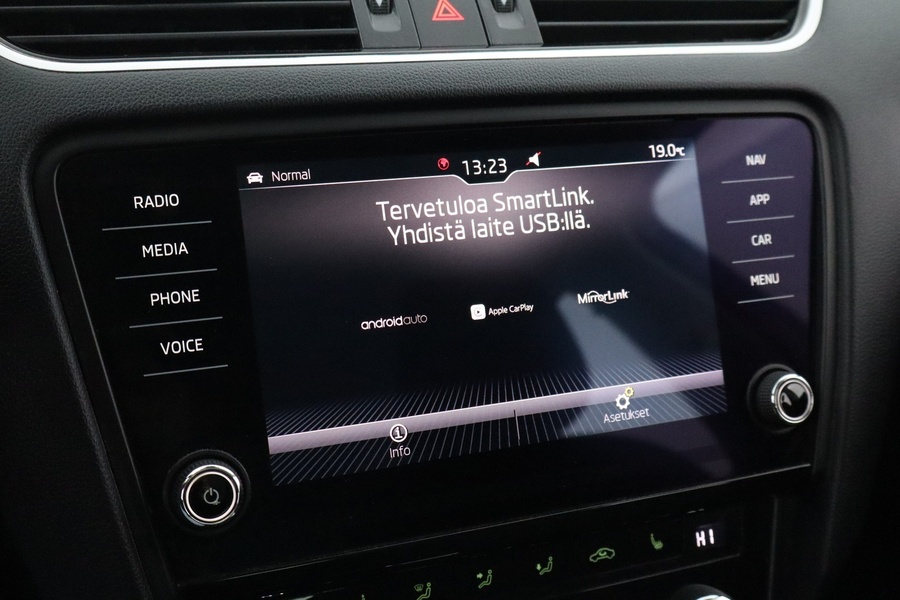 Normal
13:23
19.0°C
RADIO
MEDIA
PHONE
VOICE
Tervetuloa SmartLink.
Yhdistä laite USB:llä.
androidauto
Apple CarPlay
MirrorLink
Info
Asetukset
NAV
APP
CAR
MENU
HI